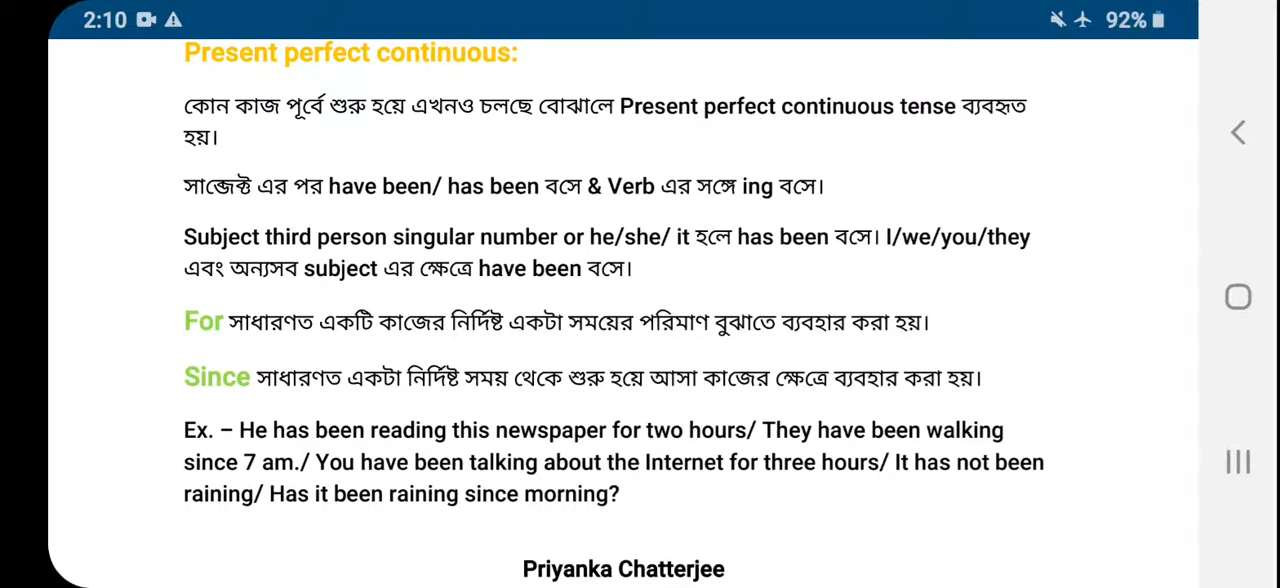 2:10
92%
Present perfect continuous:
কোন কাজ পূর্বে শুরু হয়ে এখনও চলছে বোঝালে Present perfect continuous tense ব্যবহৃত
হয়।
সাব্জেক্ট এর পর have been/ has been বসে & Verb এর সঙ্গে ing বসে।
Subject third person singular number or he/she/ it হলে has been বসে। I/we/you/they
এবং অন্যসব subject এর ক্ষেত্রে have been বসে।
For সাধারণত একটি কাজের নির্দিষ্ট একটা সময়ের পরিমাণ বুঝাতে ব্যবহার করা হয়।
Since সাধারণত একটা নির্দিষ্ট সময় থেকে শুরু হয়ে আসা কাজের ক্ষেত্রে ব্যবহার করা হয়।
Ex. – He has been reading this newspaper for two hours/ They have been walking
since 7 am./ You have been talking about the Internet for three hours/ It has not been
raining/ Has it been raining since morning?
Priyanka Chatterjee